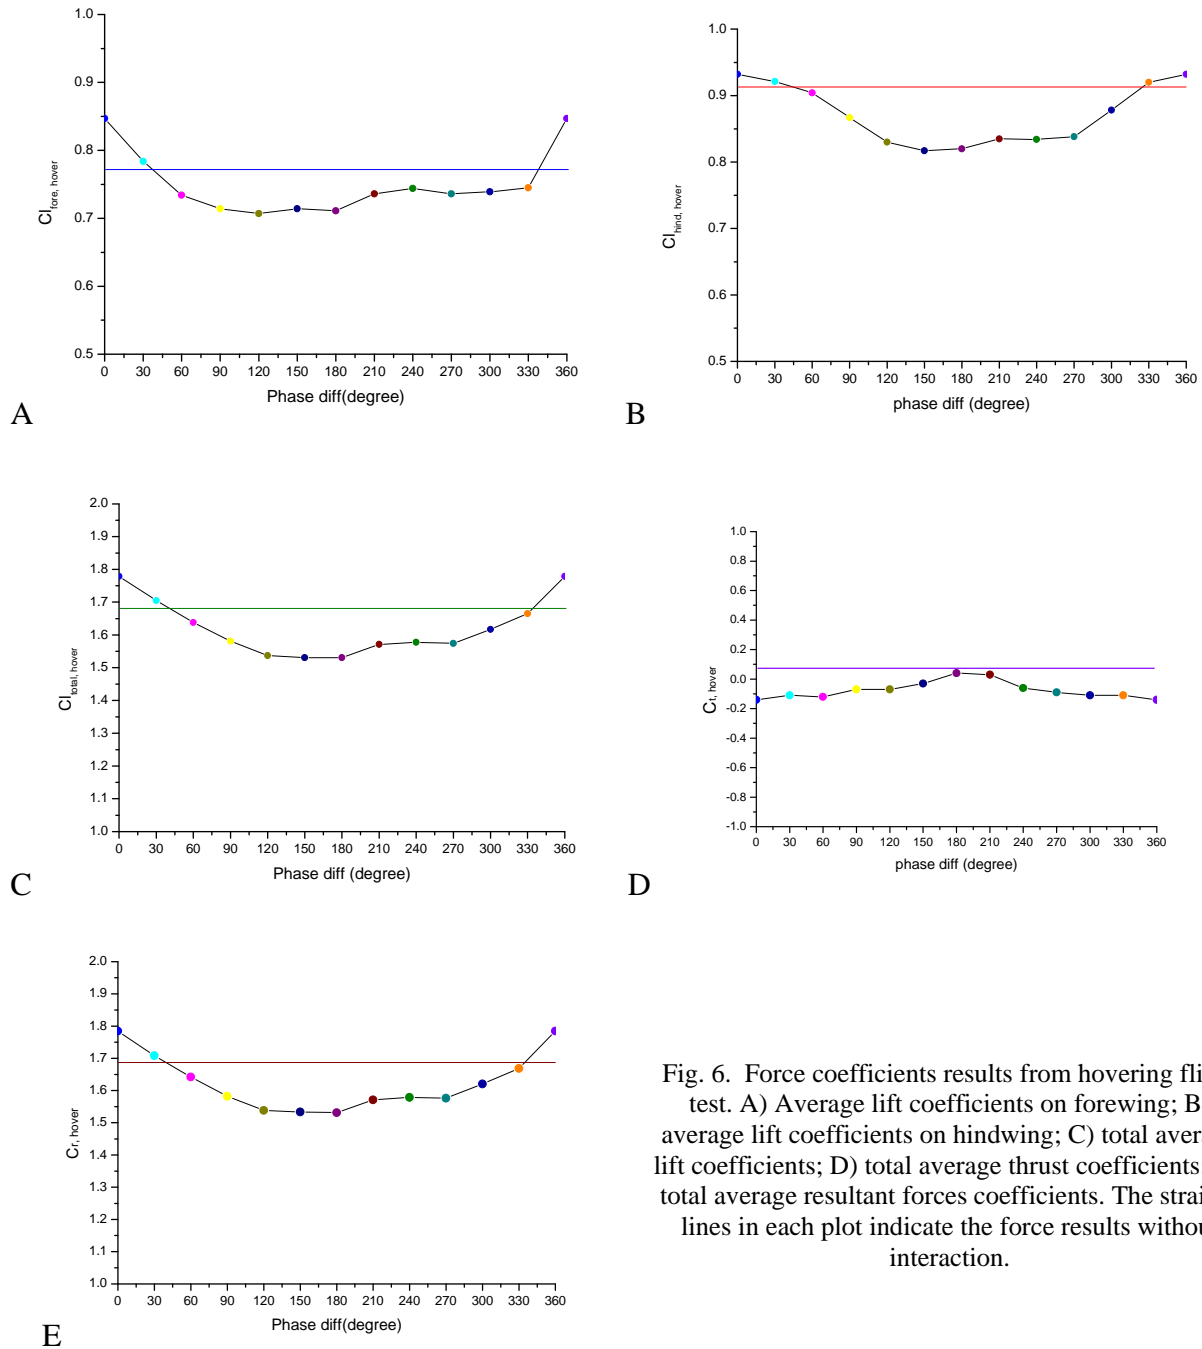 1.0
0.9
0.8
0.7
0.6
0.5
Cl fore, hover
0 30 60 90 120 150 180 210 240 270 300 330 360
Phase diff(degree)
A
1.0
0.9
0.8
0.7
0.6
0.5
Cl hind, hover
0 30 60 90 120 150 180 210 240 270 300 330 360
phase diff (degree)
B
2.0
1.9
1.8
1.7
1.6
1.5
1.4
1.3
1.2
1.1
1.0
Cl total, hover
0 30 60 90 120 150 180 210 240 270 300 330 360
Phase diff (degree)
C
1.0
0.8
0.6
0.4
0.2
0.0
-0.2
-0.4
-0.6
-0.8
-1.0
Ct, hover
0 30 60 90 120 150 180 210 240 270 300 330 360
phase diff (degree)
D
2.0
1.9
1.8
1.7
1.6
1.5
1.4
1.3
1.2
1.1
1.0
Cr, hover
0 30 60 90 120 150 180 210 240 270 300 330 360
Phase diff(degree)
E
Fig. 6. Force coefficients results from hovering fli
test. A) Average lift coefficients on forewing; B
average lift coefficients on hindwing; C) total avera
lift coefficients; D) total average thrust coefficients
total average resultant forces coefficients. The strai
lines in each plot indicate the force results withou
interaction.